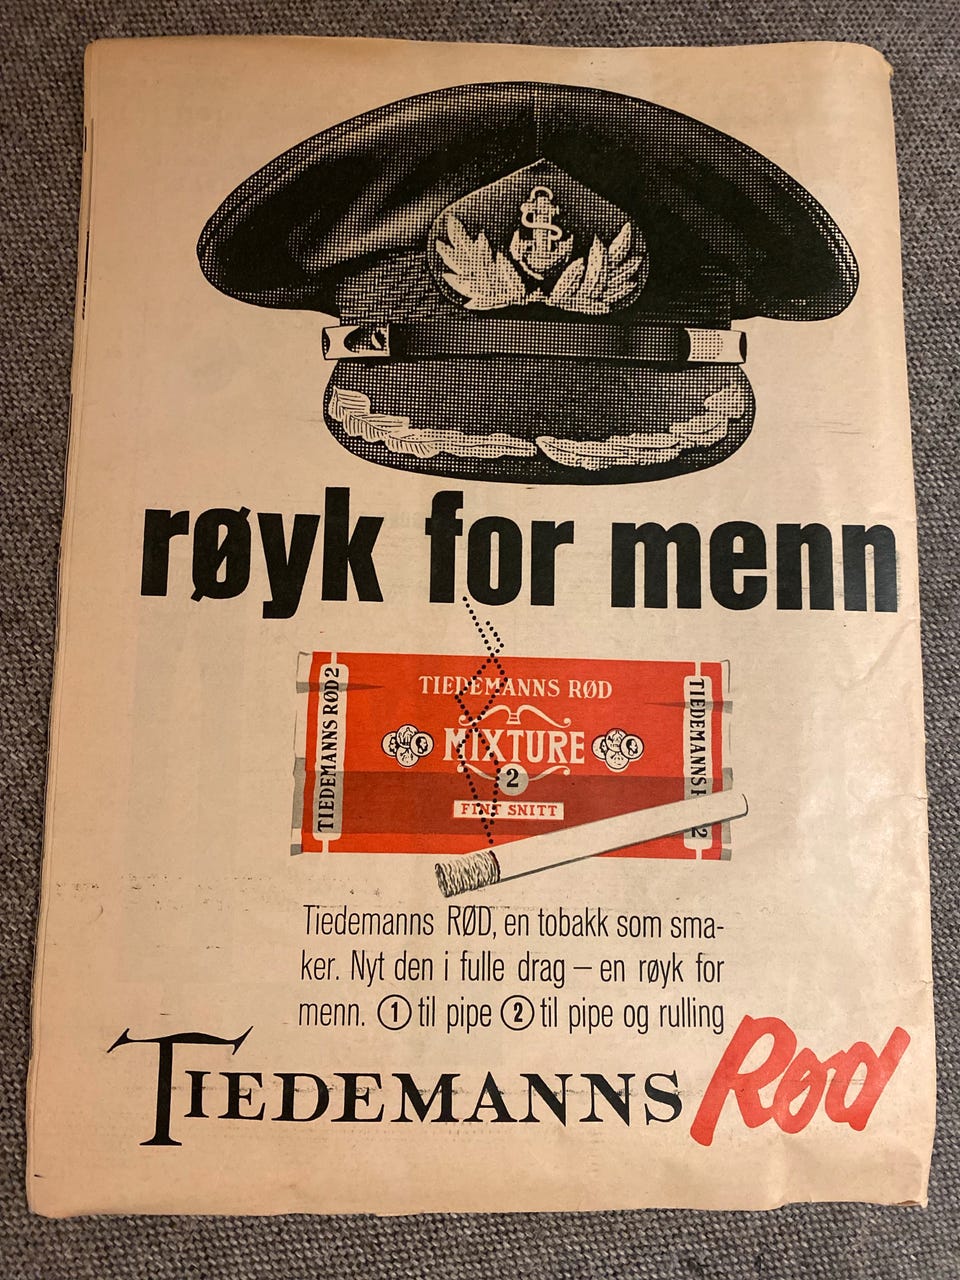 røyk for menn
TIEDEMANNS RØD
MIXTURE
2
FINT SNITT
TIEDEMANNS RØD 2
TIEDEMANNS
2
Tiedemanns RØD, en tobakk som sma-
ker. Nyt den i fulle drag – en røyk for
menn. ① til pipe ② til pipe og rulling
TIEDEMANNS Rød